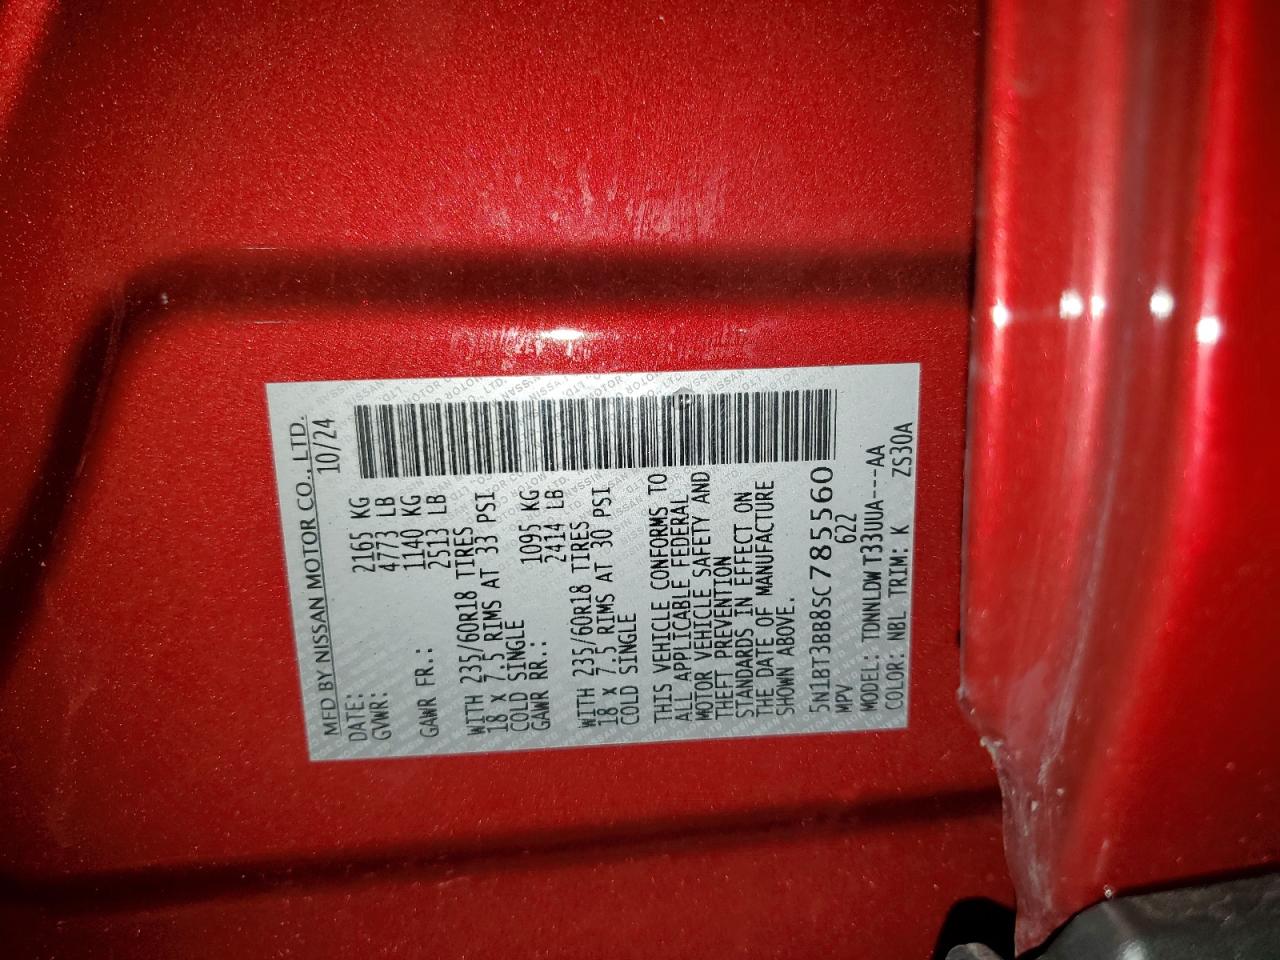 MFD BY NISSAN MOTOR CO., LTD.
DATE: 10/24
GVWR: 2165 KG
4773 LB
GAWR FR.: 1140 KG
2513 LB
WITH 235/60R18 TIRES
18 x 7.5 RIMS AT 33 PSI
COLD SINGLE
GAWR RR.: 1095 KG
2414 LB
WITH 235/60R18 TIRES
18 x 7.5 RIMS AT 30 PSI
COLD SINGLE
THIS VEHICLE CONFORMS TO
ALL APPLICABLE FEDERAL
MOTOR VEHICLE SAFETY AND
THEFT PREVENTION
STANDARDS IN EFFECT ON
THE DATE OF MANUFACTURE
SHOWN ABOVE.
5N1BT3BB8SC785560
MPV 622
MODEL: TDNNLDW T33UUA---AA
COLOR: NBL TRIM: K ZS30A